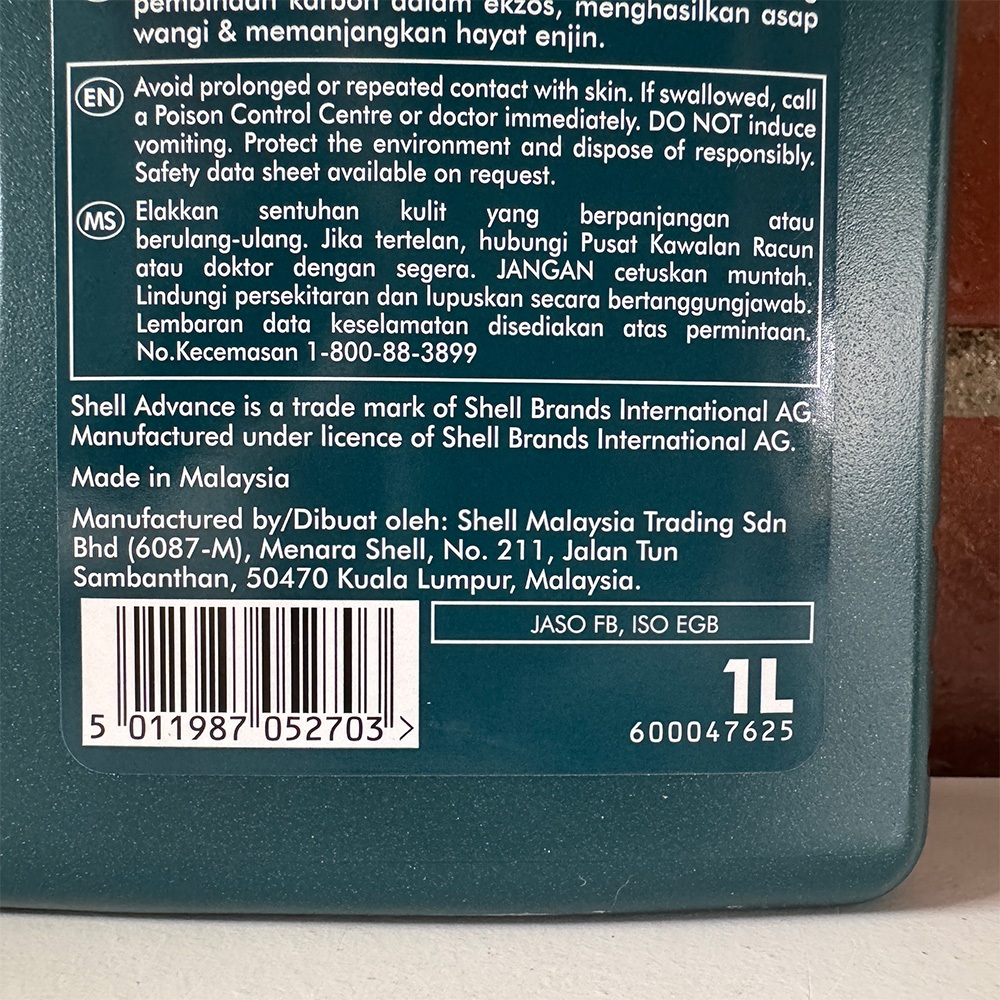 pembinaan karbon dalam ekzos, menghasilkan asap
wangi & memanjangkan hayat enjin.
EN Avoid prolonged or repeated contact with skin. If swallowed, call
a Poison Control Centre or doctor immediately. DO NOT induce
vomiting. Protect the environment and dispose of responsibly.
Safety data sheet available on request.
MS Elakkan sentuhan kulit yang berpanjangan atau
berulang-ulang. Jika tertelan, hubungi Pusat Kawalan Racun
atau doktor dengan segera. JANGAN cetuskan muntah.
Lindungi persekitaran dan lupuskan secara bertanggungjawab.
Lembaran data keselamatan disediakan atas permintaan.
No.Kecemasan 1-800-88-3899
Shell Advance is a trade mark of Shell Brands International AG.
Manufactured under licence of Shell Brands International AG.
Made in Malaysia
Manufactured by/Dibuat oleh: Shell Malaysia Trading Sdn
Bhd (6087-M), Menara Shell, No. 211, Jalan Tun
Sambanthan, 50470 Kuala Lumpur, Malaysia.
JASO FB, ISO EGB
1L
600047625
5 011987 052703 >